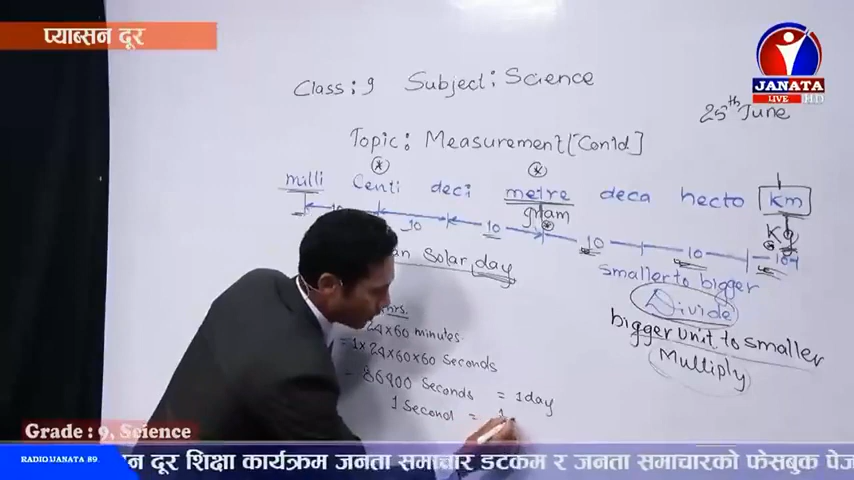 प्याब्सन दूर
JANATA
LIVE HD
Class: 9 Subject: Science
25th June
Topic: Measurement [Contd]
milli centi deci metre deca hecto km
gram Kg
10 10 10 10 10
Solar day
smaller to bigger
Divide
bigger unit to smaller
Multiply
hrs.
24x60 minutes.
= 1x24x60x60 Seconds
86400 Seconds = 1day
1 Second = 1
Grade : 9, Science
RADIO JANATA 89.
दूर शिक्षा कार्यक्रम जनता समाचार डटकम र जनता समाचारको फेसबुक पेज